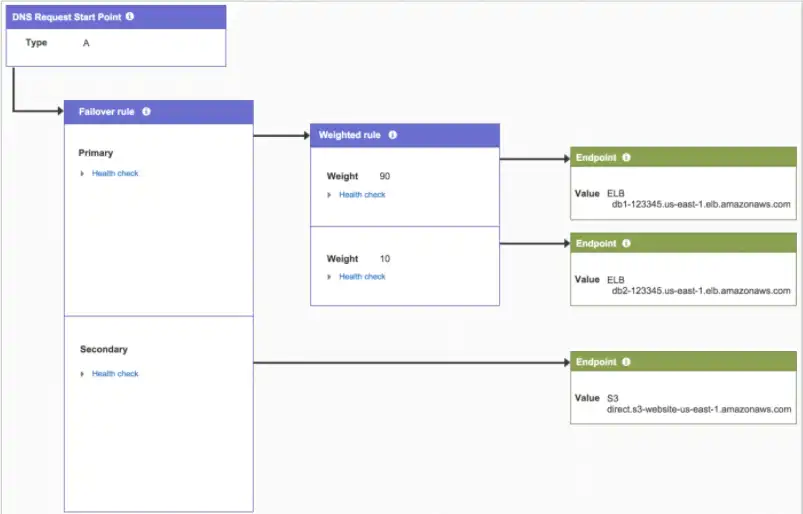 DNS Request Start Point
Type A
Failover rule
Primary
Health check
Secondary
Health check
Weighted rule
Weight 90
Health check
Weight 10
Health check
Endpoint
Value ELB
db1-123345.us-east-1.elb.amazonaws.com
Endpoint
Value ELB
db2-123345.us-east-1.elb.amazonaws.com
Endpoint
Value S3
direct.s3-website-us-east-1.amazonaws.com